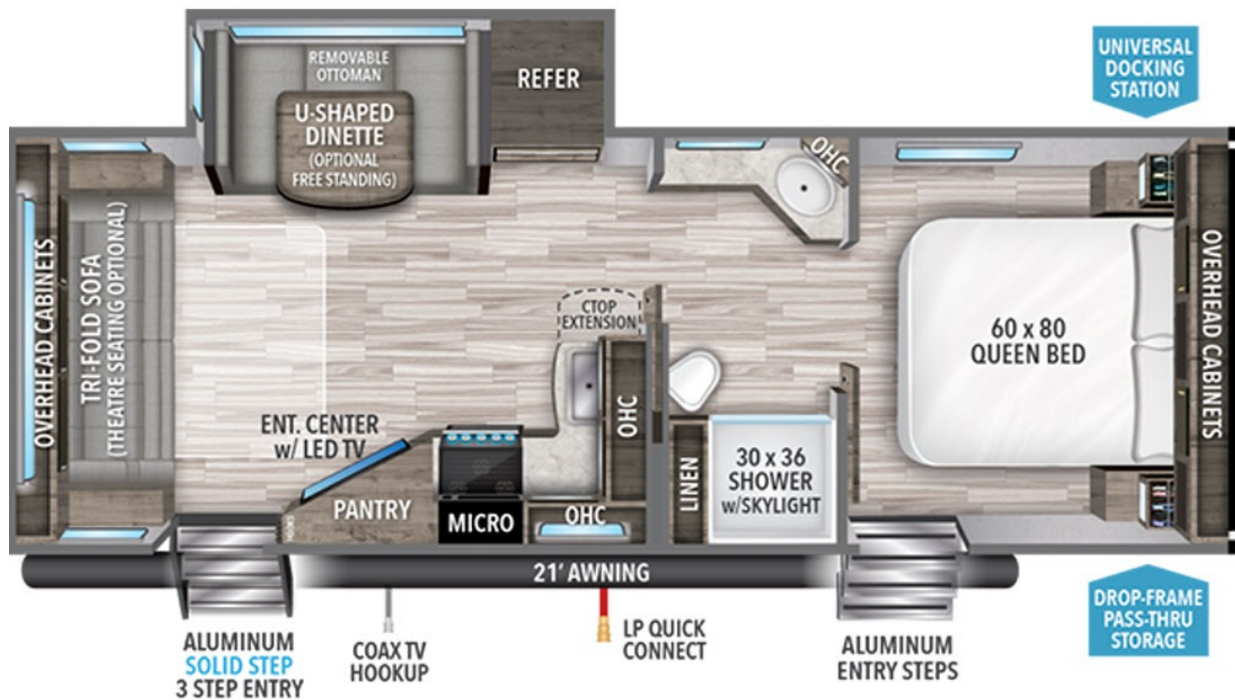 REMOVABLE
OTTOMAN
U-SHAPED
DINETTE
(OPTIONAL
FREE STANDING)
REFER
UNIVERSAL
DOCKING
STATION
OHC
OVERHEAD CABINETS
TRI-FOLD SOFA
(THEATRE SEATING OPTIONAL)
CTOP
EXTENSION
60 x 80
QUEEN BED
OVERHEAD CABINETS
ENT. CENTER
w/ LED TV
OHC
LINEN
30 x 36
SHOWER
w/SKYLIGHT
PANTRY
MICRO
OHC
HOOKS
21' AWNING
ALUMINUM
SOLID STEP
3 STEP ENTRY
COAX TV
HOOKUP
LP QUICK
CONNECT
ALUMINUM
ENTRY STEPS
DROP-FRAME
PASS-THRU
STORAGE